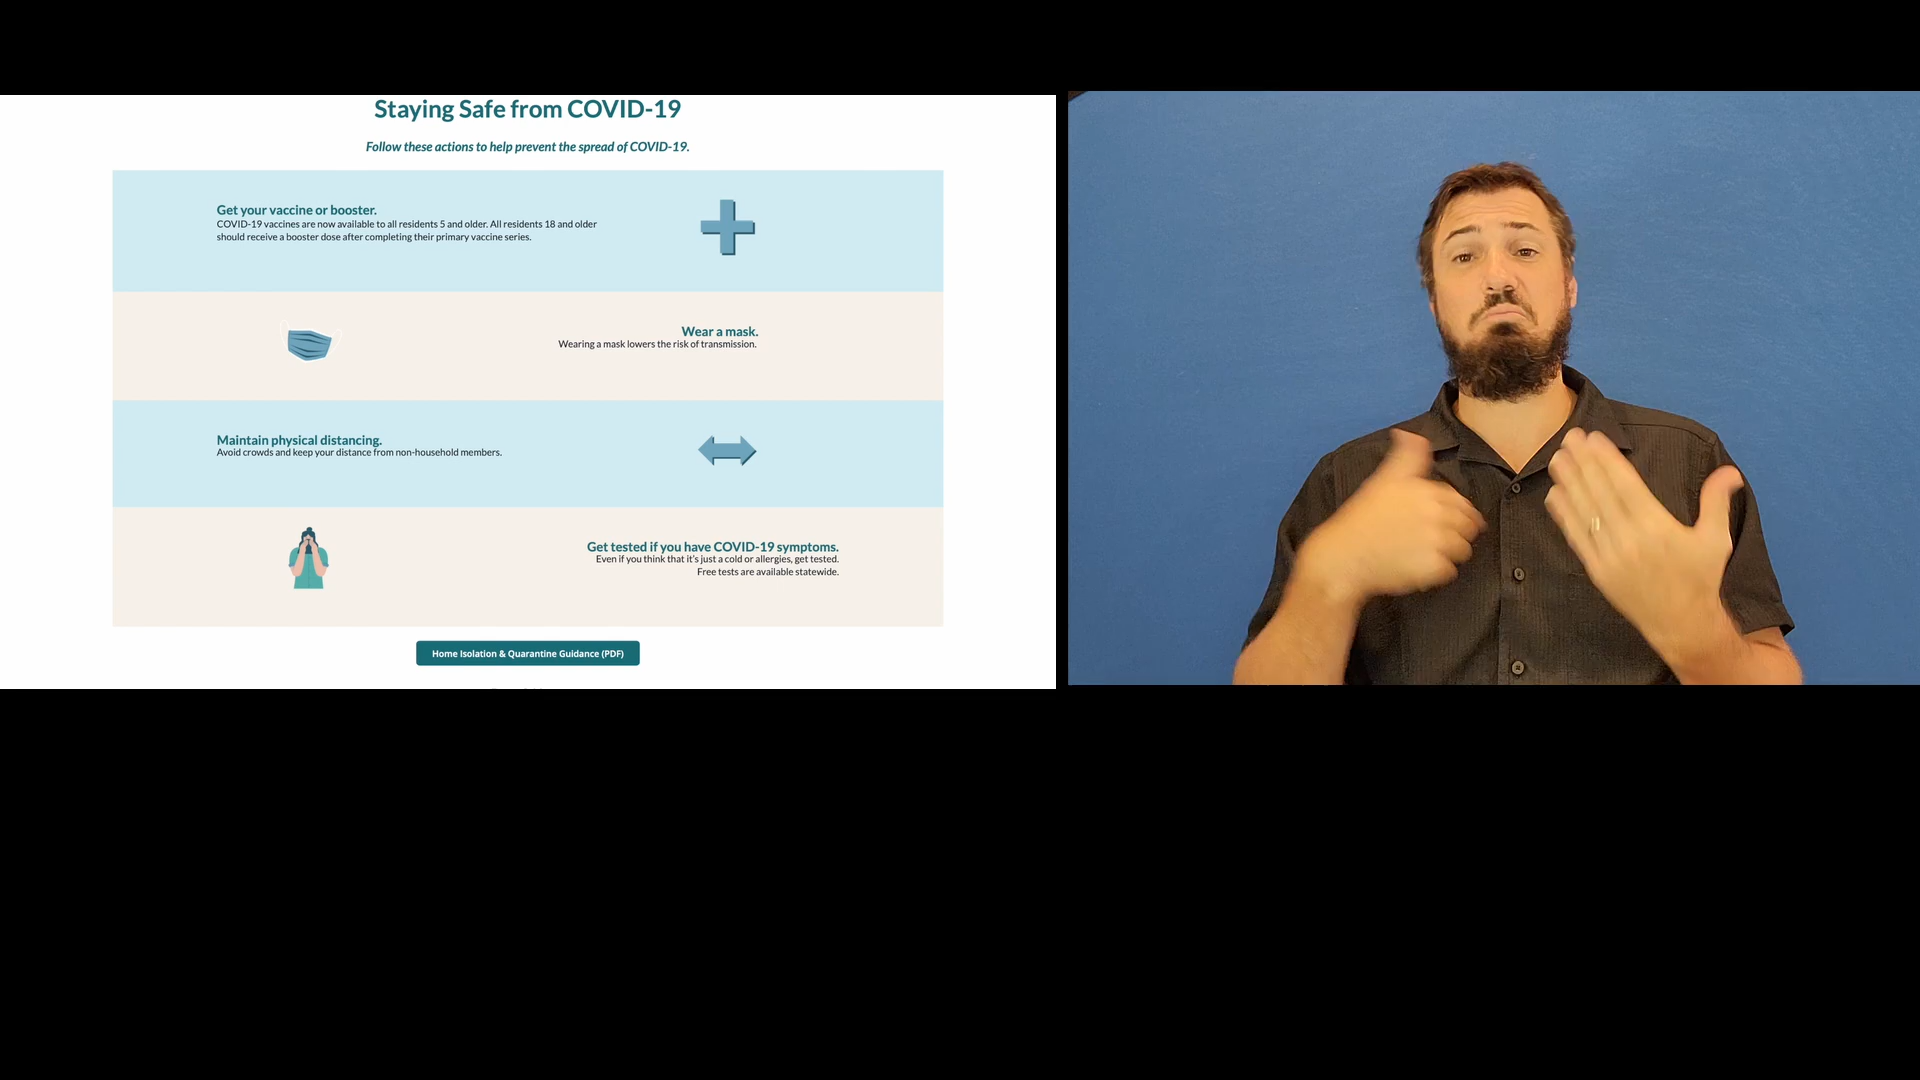 Staying Safe from COVID-19
Follow these actions to help prevent the spread of COVID-19.
Get your vaccine or booster.
COVID-19 vaccines are now available to all residents 5 and older. All residents 18 and older
should receive a booster dose after completing their primary vaccine series.
Wear a mask.
Wearing a mask lowers the risk of transmission.
Maintain physical distancing.
Avoid crowds and keep your distance from non-household members.
Get tested if you have COVID-19 symptoms.
Even if you think that it's just a cold or allergies, get tested.
Free tests are available statewide.
Home Isolation & Quarantine Guidance (PDF)